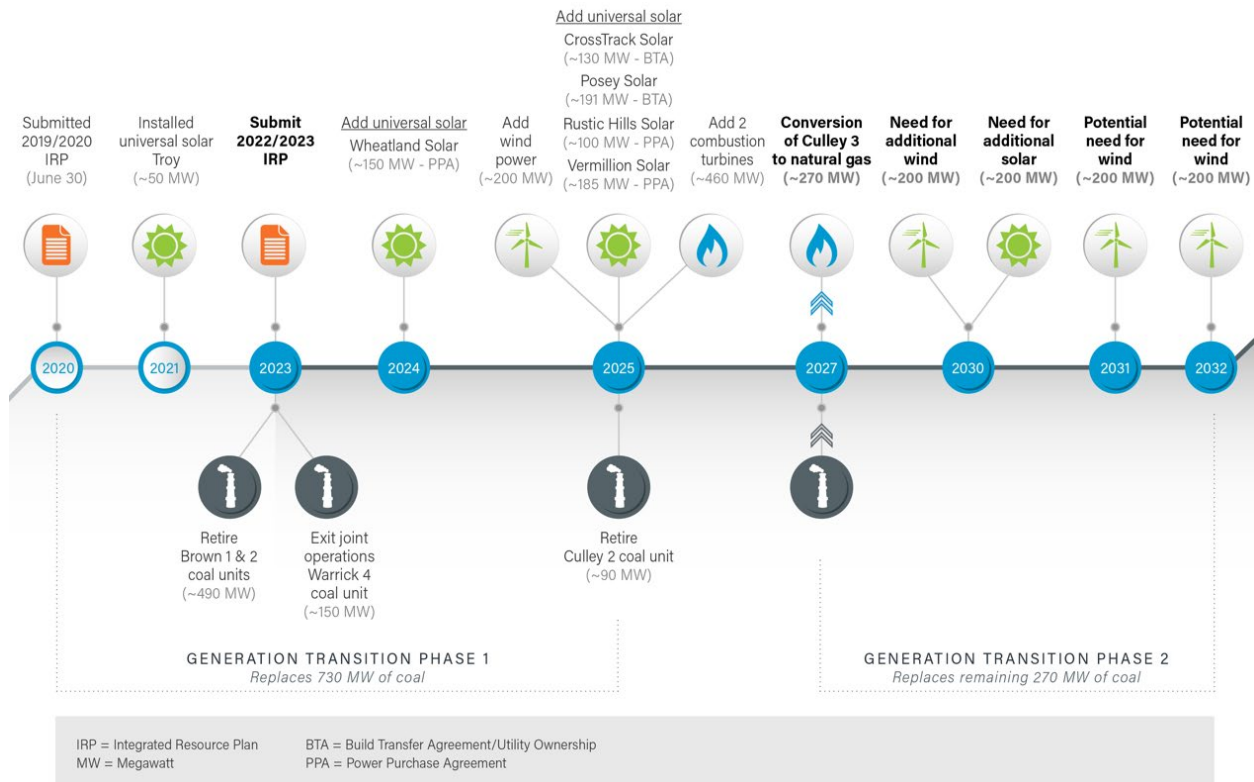 Add universal solar
CrossTrack Solar
(~130 MW - BTA)
Posey Solar
(~191 MW - BTA)
Rustic Hills Solar
(~100 MW - PPA)
Vermillion Solar
(~185 MW - PPA)
Submitted
2019/2020
IRP
(June 30)
Installed
universal solar
Troy
(~50 MW)
Submit
2022/2023
IRP
Add universal solar
Wheatland Solar
(~150 MW - PPA)
Add
wind
power
(~200 MW)
Add 2
combustion
turbines
(~460 MW)
Conversion
of Culley 3
to natural gas
(~270 MW)
Need for
additional
wind
(~200 MW)
Need for
additional
solar
(~200 MW)
Potential
need for
wind
(~200 MW)
Potential
need for
wind
(~200 MW)
2020
2021
2023
2024
2025
2027
2030
2031
2032
Retire
Brown 1 & 2
coal units
(~490 MW)
Exit joint
operations
Warrick 4
coal unit
(~150 MW)
Retire
Culley 2 coal unit
(~90 MW)
GENERATION TRANSITION PHASE 1
Replaces 730 MW of coal
GENERATION TRANSITION PHASE 2
Replaces remaining 270 MW of coal
IRP = Integrated Resource Plan
MW = Megawatt
BTA = Build Transfer Agreement/Utility Ownership
PPA = Power Purchase Agreement